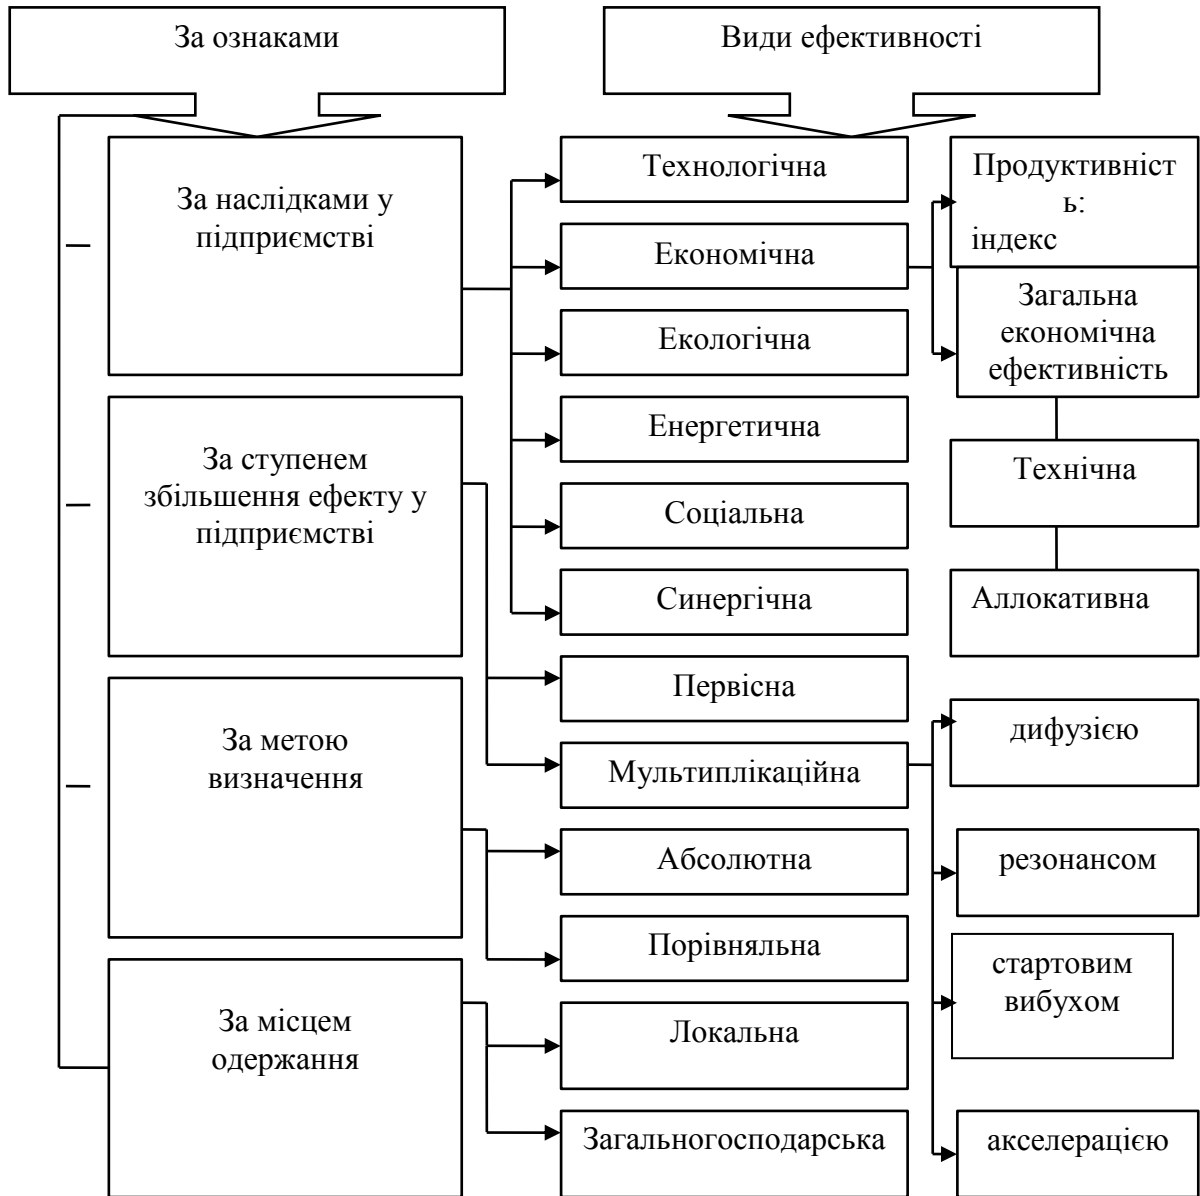 За ознаками
Види ефективності
За наслідками у
підприємстві
За ступенем
збільшення ефекту у
підприємстві
За метою
визначення
За місцем
одержання
Технологічна
Економічна
Екологічна
Енергетична
Соціальна
Синергічна
Первісна
Мультиплікаційна
Абсолютна
Порівняльна
Локальна
Загальногосподарська
Продуктивніст
ь:
індекс
Загальна
економічна
ефективність
Технічна
Аллокативна
дифузією
резонансом
стартовим
вибухом
акселерацією